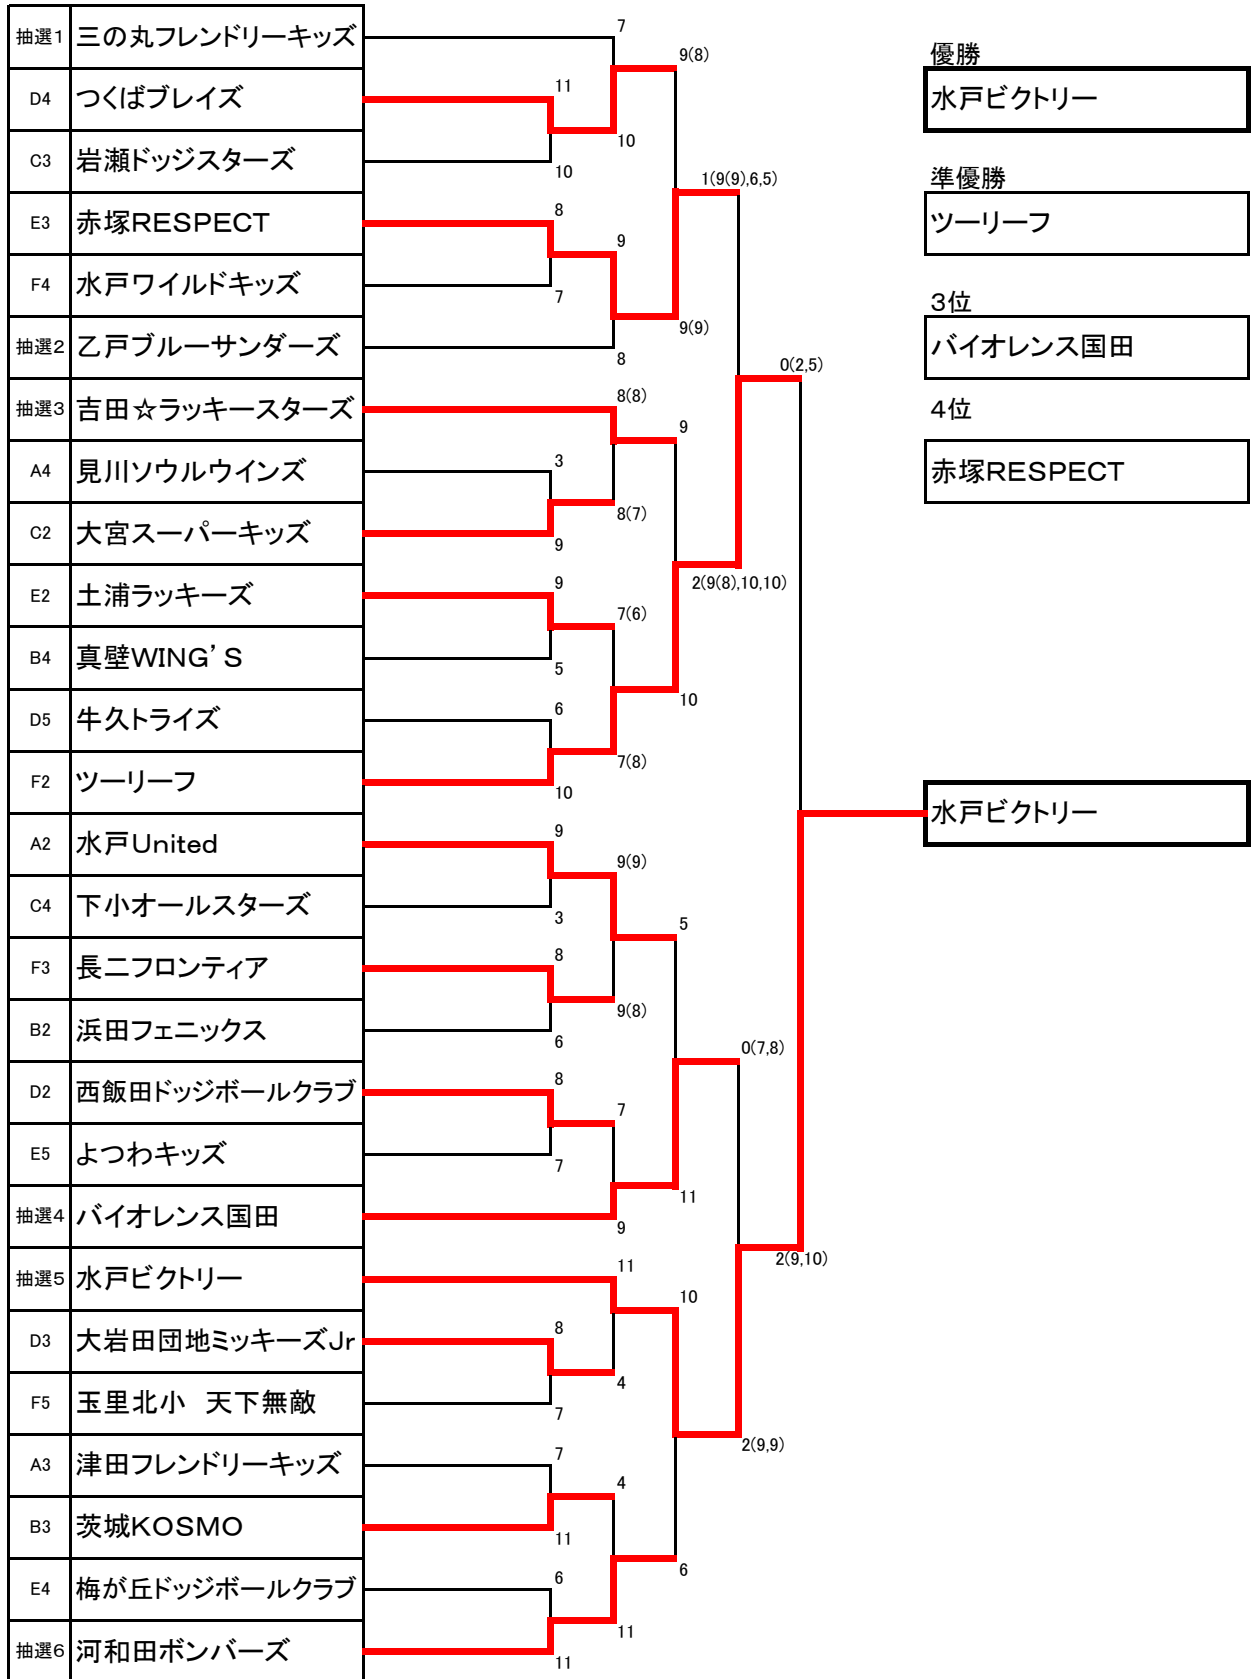 抽選1 三の丸フレンドリーキッズ
D4 つくばブレイズ
C3 岩瀬ドッジスターズ
E3 赤塚RESPECT
F4 水戸ワイルドキッズ
抽選2 乙戸ブルーサンダーズ
抽選3 吉田☆ラッキースターズ
A4 見川ソウルウインズ
C2 大宮スーパーキッズ
E2 土浦ラッキーズ
B4 真壁WING'S
D5 牛久トライズ
F2 ツーリーフ
A2 水戸United
C4 下小オールスターズ
F3 長二フロンティア
B2 浜田フェニックス
D2 西飯田ドッジボールクラブ
E5 よつわキッズ
抽選4 バイオレンス国田
抽選5 水戸ビクトリー
D3 大岩田団地ミッキーズJr
F5 玉里北小 天下無敵
A3 津田フレンドリーキッズ
B3 茨城KOSMO
E4 梅が丘ドッジボールクラブ
抽選6 河和田ボンバーズ
11
10
8
7
3
9
9
5
6
10
9
3
8
6
8
7
8
7
7
11
6
11
7
10
9
8
8(8)
8(7)
7(6)
7(8)
9(9)
9(8)
7
9
11
4
4
11
9(8)
9(9)
9
10
5
11
10
6
1(9(9),6,5)
2(9(8),10,10)
0(7,8)
2(9,9)
0(2,5)
2(9,10)
優勝
水戸ビクトリー
準優勝
ツーリーフ
3位
バイオレンス国田
4位
赤塚RESPECT
水戸ビクトリー